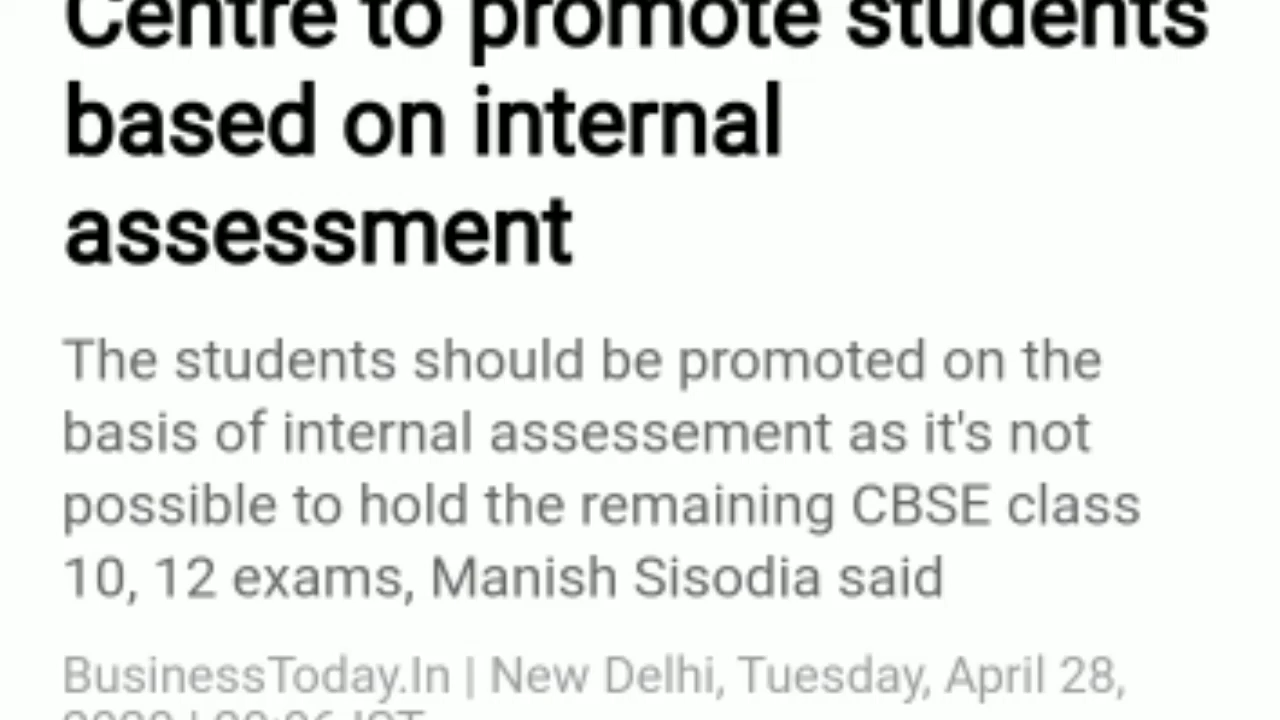 Centre to promote students
based on internal
assessment
The students should be promoted on the
basis of internal assessement as it's not
possible to hold the remaining CBSE class
10, 12 exams, Manish Sisodia said
BusinessToday.In | New Delhi, Tuesday, April 28,